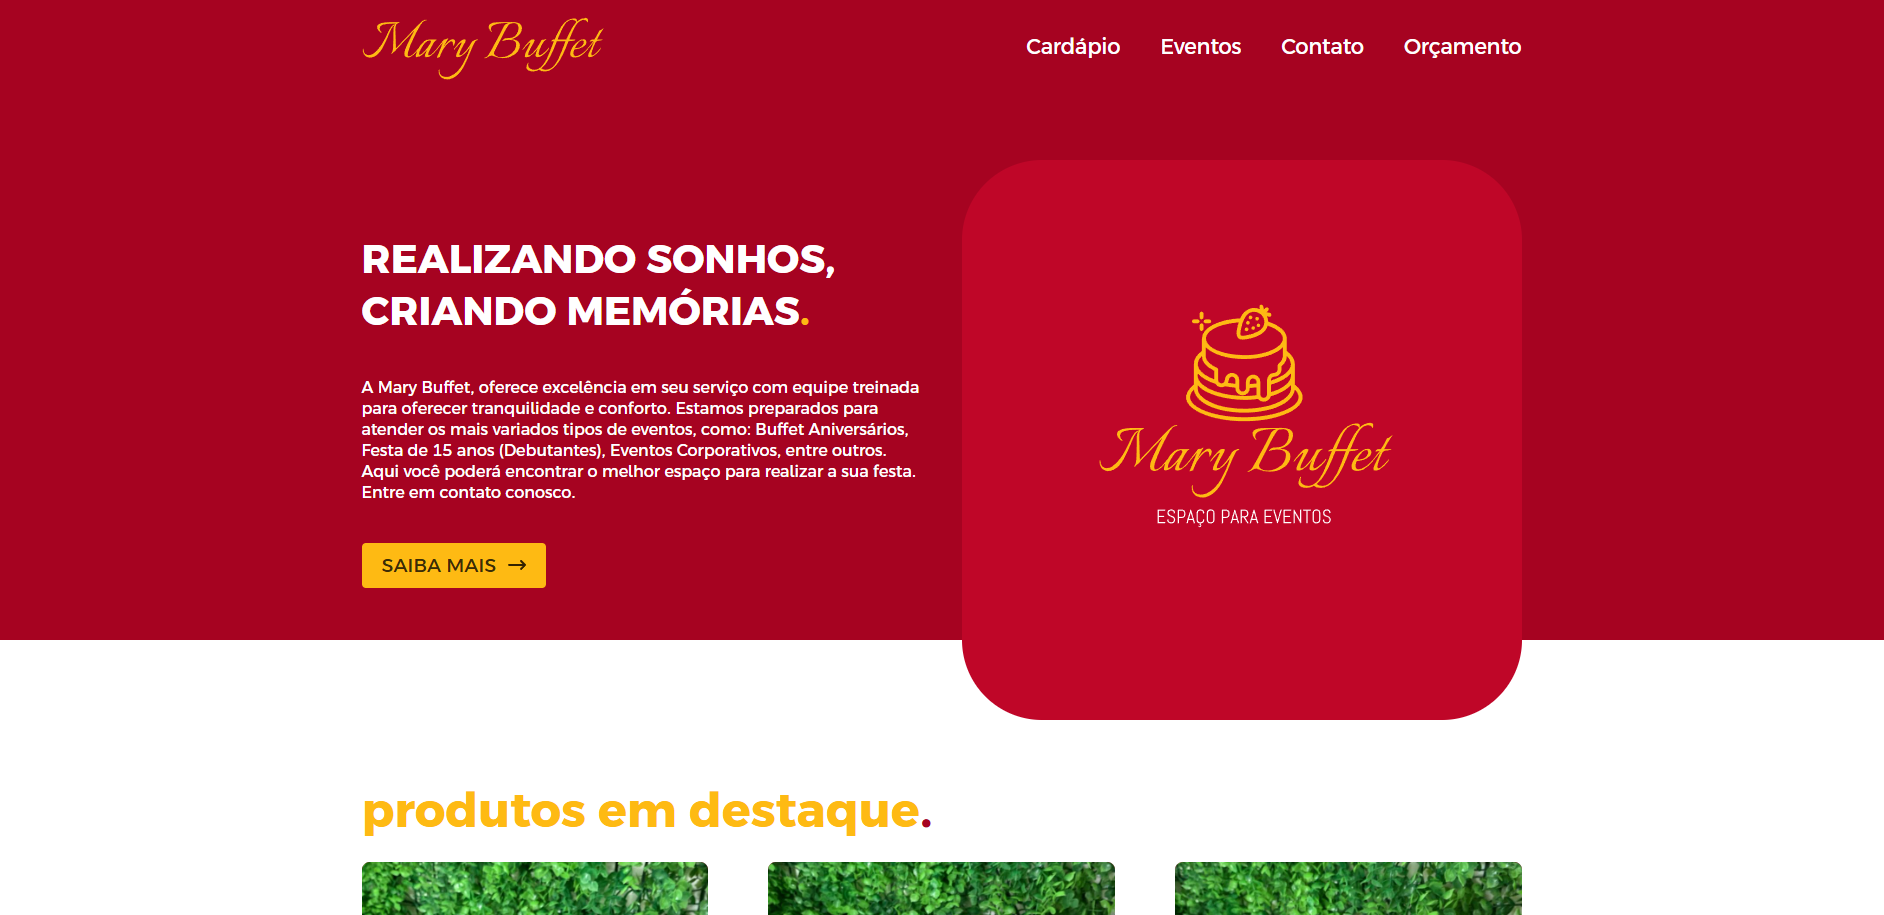 Mary Buffet
Cardápio Eventos Contato Orçamento
REALIZANDO SONHOS,
CRIANDO MEMÓRIAS.
A Mary Buffet, oferece excelência em seu serviço com equipe treinada
para oferecer tranquilidade e conforto. Estamos preparados para
atender os mais variados tipos de eventos, como: Buffet Aniversários,
Festa de 15 anos (Debutantes), Eventos Corporativos, entre outros.
Aqui você poderá encontrar o melhor espaço para realizar a sua festa.
Entre em contato conosco.
SAIBA MAIS →
Mary Buffet
ESPAÇO PARA EVENTOS
produtos em destaque.